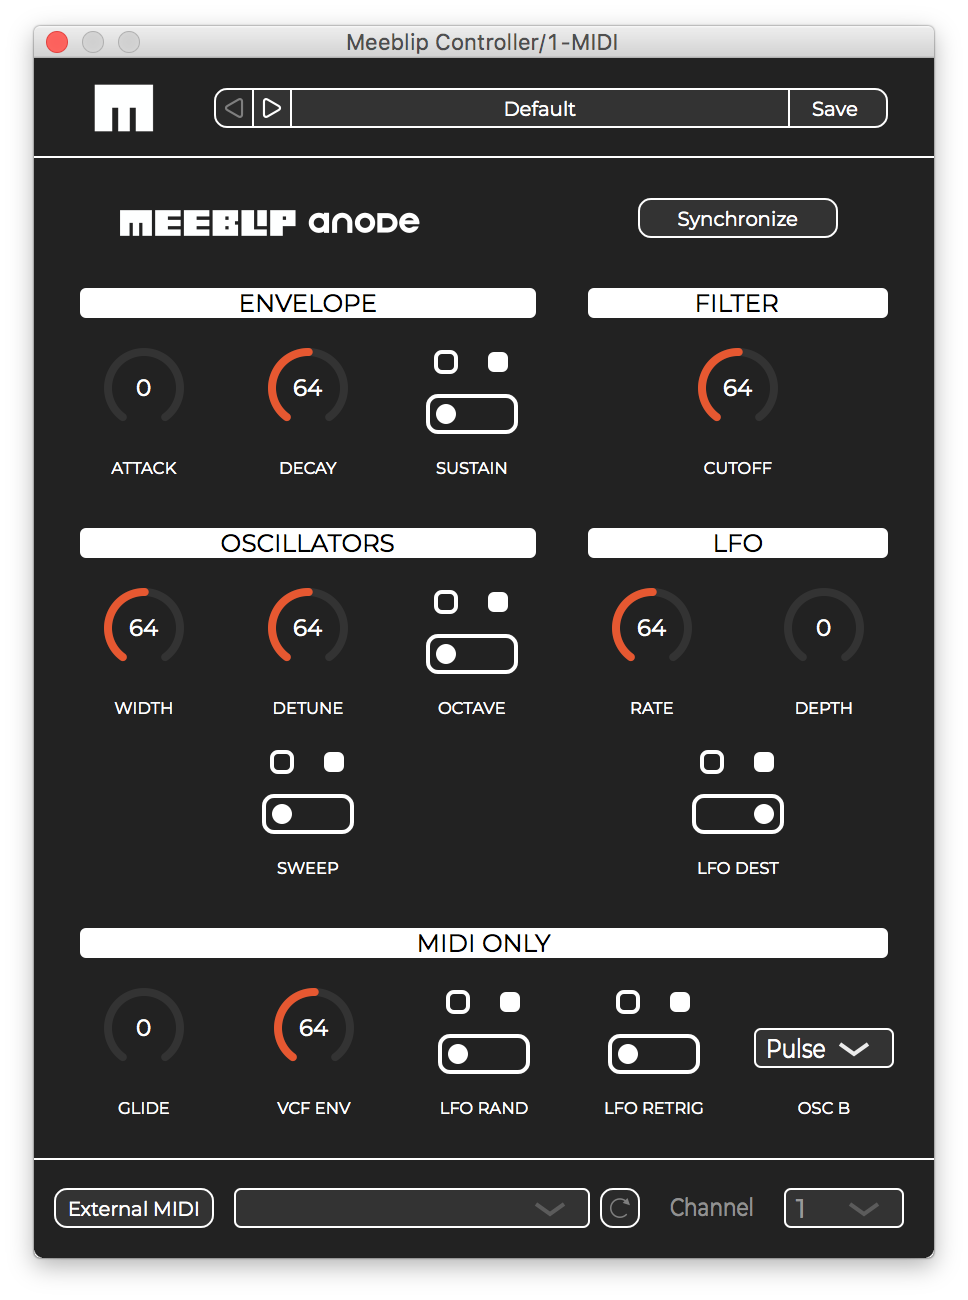 Meeblip Controller/1-MIDI
m
Default
Save
MEEBLIP anode
Synchronize
ENVELOPE
FILTER
0
64
64
ATTACK
DECAY
SUSTAIN
CUTOFF
OSCILLATORS
LFO
64
64
64
0
WIDTH
DETUNE
OCTAVE
RATE
DEPTH
SWEEP
LFO DEST
MIDI ONLY
0
64
Pulse
GLIDE
VCF ENV
LFO RAND
LFO RETRIG
OSC B
External MIDI
Channel
1